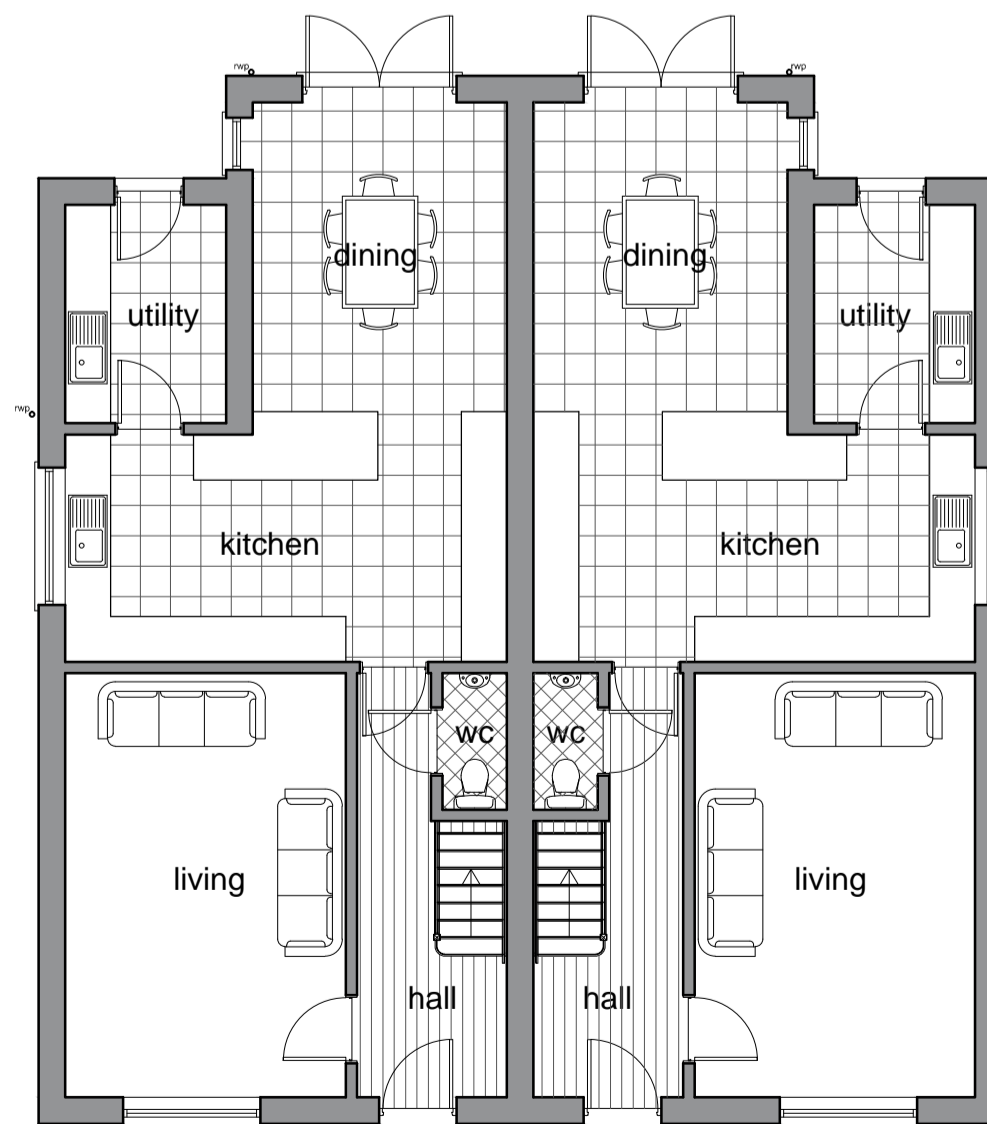 rwp
rwp
dining
dining
utility
utility
rwp
kitchen
kitchen
wc
wc
living
living
hall
hall